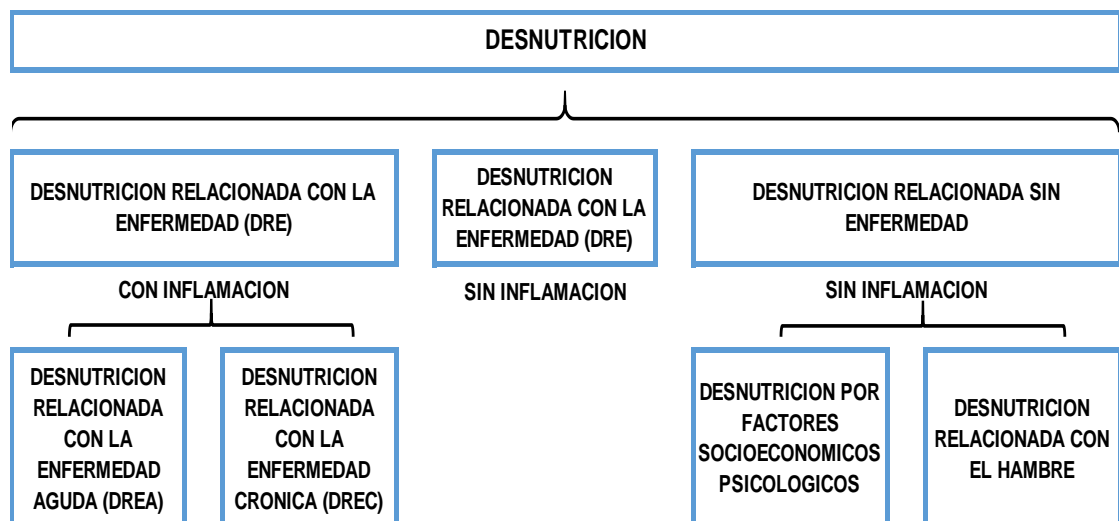 DESNUTRICION
DESNUTRICION RELACIONADA CON LA
ENFERMEDAD (DRE)
DESNUTRICION
RELACIONADA CON LA
ENFERMEDAD (DRE)
DESNUTRICION RELACIONADA SIN
ENFERMEDAD
CON INFLAMACION
SIN INFLAMACION
SIN INFLAMACION
DESNUTRICION
RELACIONADA
CON LA
ENFERMEDAD
AGUDA (DREA)
DESNUTRICION
RELACIONADA
CON LA
ENFERMEDAD
CRONICA (DREC)
DESNUTRICION POR
FACTORES
SOCIOECONOMICOS
PSICOLOGICOS
DESNUTRICION
RELACIONADA CON
EL HAMBRE